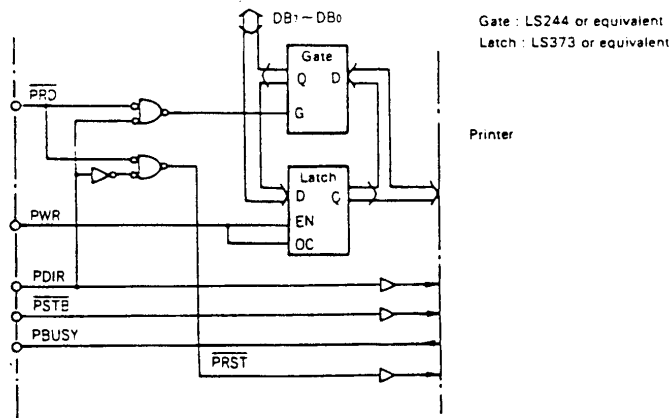 DB7~DB0
Gate : LS244 or equivalent
Latch : LS373 or equivalent
Gate
Q D
G
PRD
Printer
Latch
D Q
EN
OC
PWR
PDIR
PSTB
PBUSY
PRST